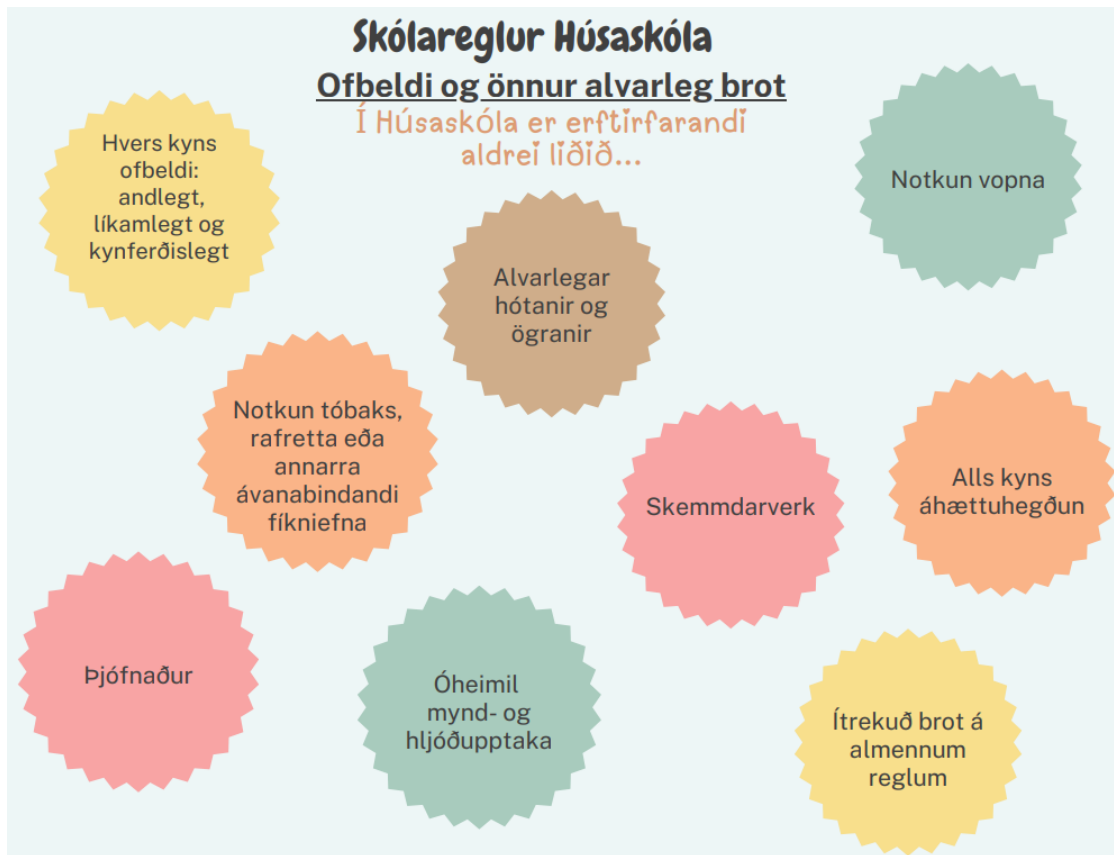 Skólareglur Húsaskóla
Ofbeldi og önnur alvarleg brot
Í Húsaskóla er erftirfarandi
aldrei liðið...
Hvers kyns
ofbeldi:
andlegt,
líkamlegt og
kynferðislegt
Notkun vopna
Alvarlegar
hótanir og
ögranir
Notkun tóbaks,
rafretta eða
annarra
ávanabindandi
fíkniefna
Skemmdarverk
Alls kyns
áhættuhegðun
Þjófnaður
Óheimil
mynd- og
hljóðupptaka
Ítrekuð brot á
almennum
reglum